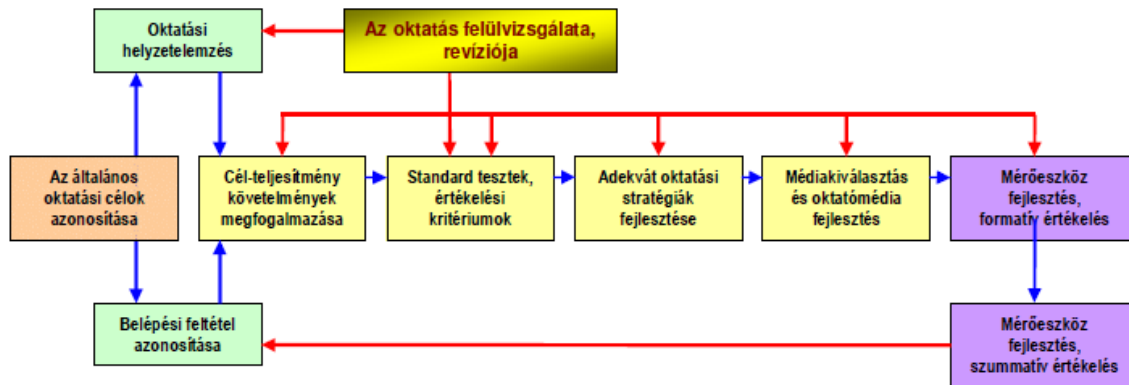 Oktatási
helyzetelemzés
Az oktatás felülvizsgálata,
revíziója
Az általános
oktatási célok
azonosítása
Cél-teljesítmény
követelmények
megfogalmazása
Standard tesztek,
értékelési
kritériumok
Adekvát oktatási
stratégiák
fejlesztése
Médiakiválasztás
és oktatómédia
fejlesztés
Mérőeszköz
fejlesztés,
formatív értékelés
Belépési feltétel
azonosítása
Mérőeszköz
fejlesztés,
szummatív értékelés